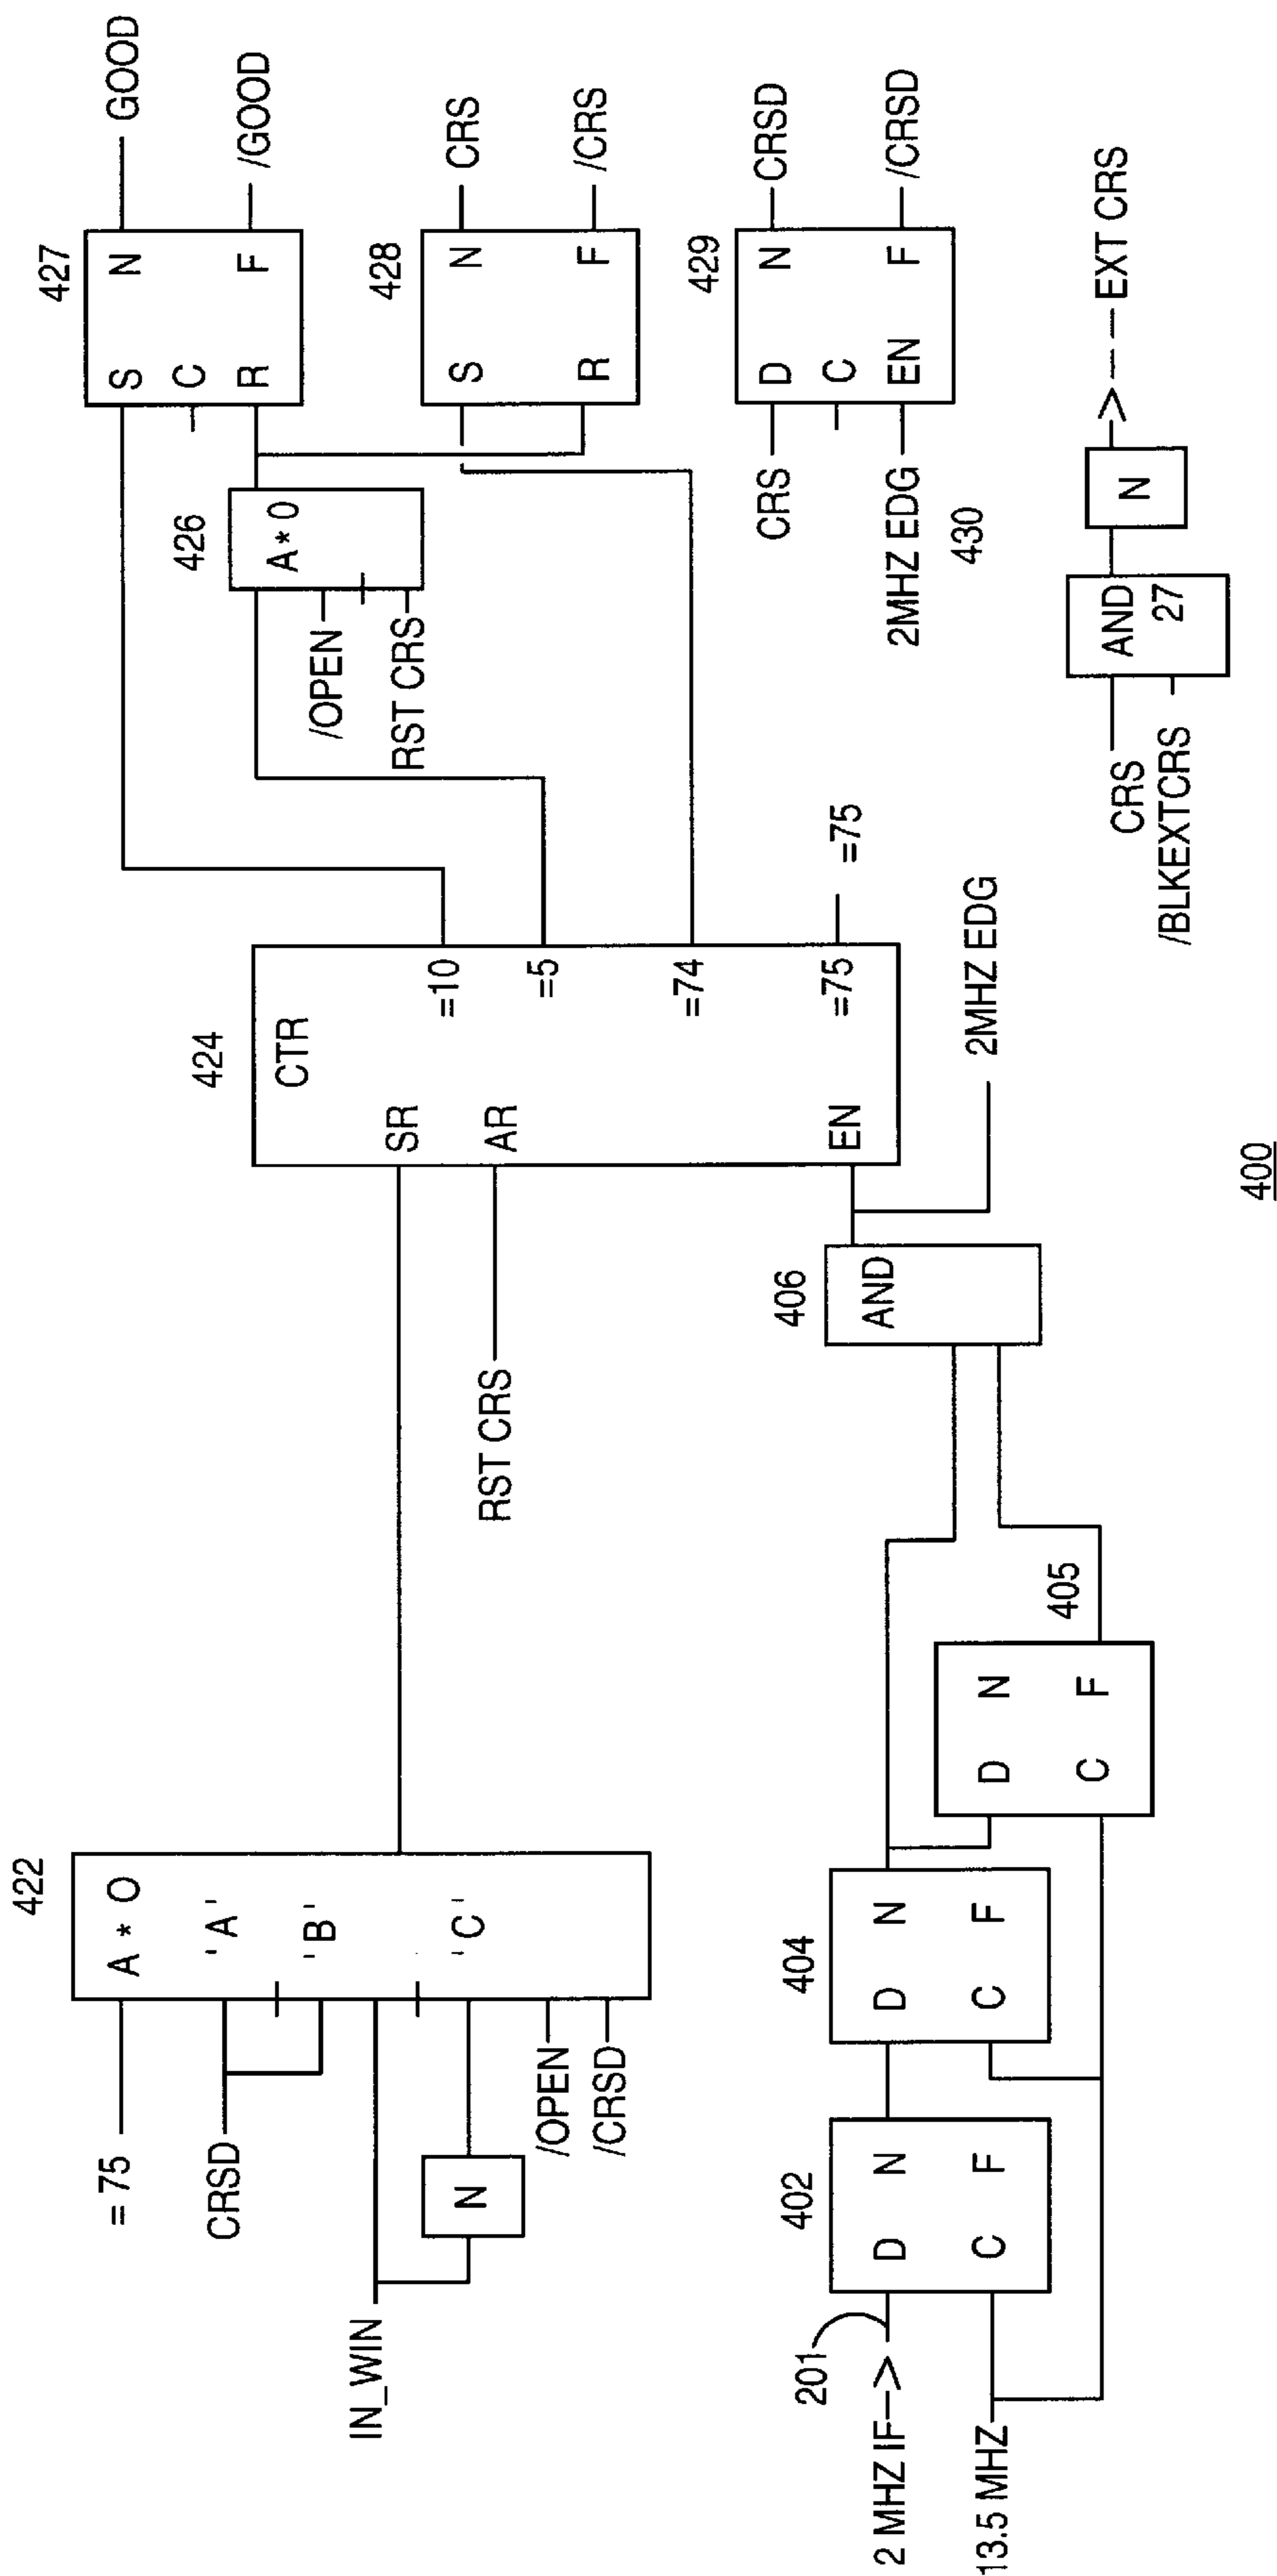 422
A * O
'A'
'B'
'C'
= 75
CRSD
IN_WIN
N
/OPEN
/CRSD
424
CTR
SR
AR
EN
=10
=5
=74
=75
=75
RST CRS
426
A * 0
/OPEN
RST CRS
427
S N
C
R F
GOOD
/GOOD
428
S N
R F
CRS
/CRS
429
D N
C
EN F
CRS
2MHZ EDG
430
CRSD
/CRSD
201
2 MHZ IF
13.5 MHZ
402
D N
C F
404
D N
C F
405
D N
C F
406
AND
2MHZ EDG
CRS
/BLKEXTCRS
AND
27
N
EXT CRS
400